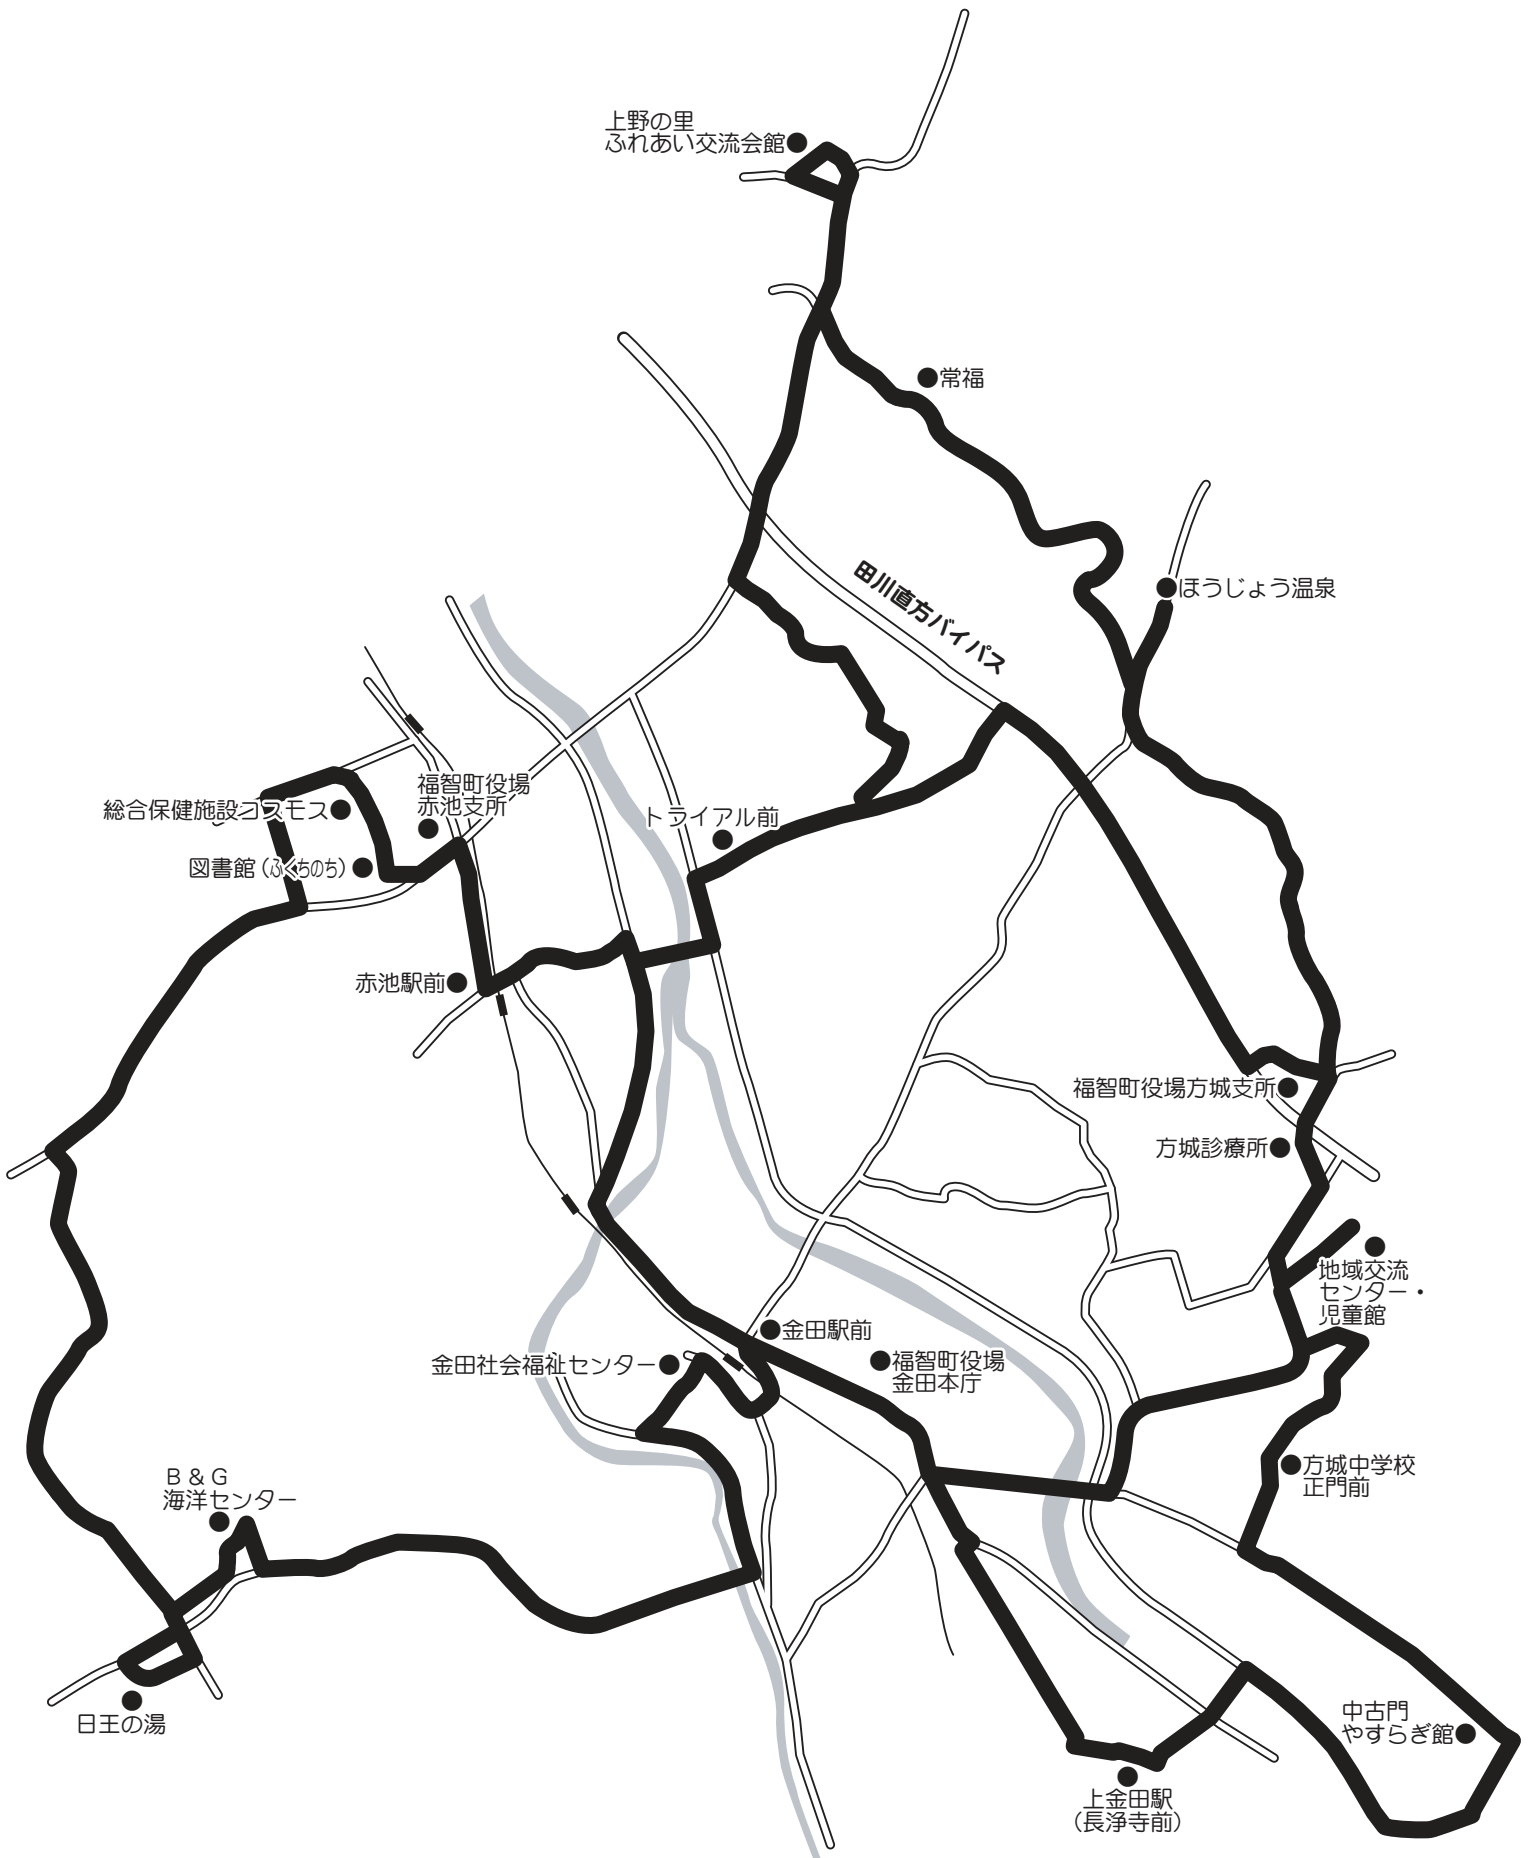 上野の里
ふれあい交流会館
常福
田川直方バイパス
ほうじょう温泉
福智町役場
赤池支所
総合保健施設コスモス
トライアル前
図書館（ふくちのち）
赤池駅前
福智町役場方城支所
方城診療所
地域交流
センター・
児童館
金田駅前
金田社会福祉センター
福智町役場
金田本庁
方城中学校
正門前
Ｂ＆Ｇ
海洋センター
日王の湯
中古門
やすらぎ館
上金田駅
（長浄寺前）